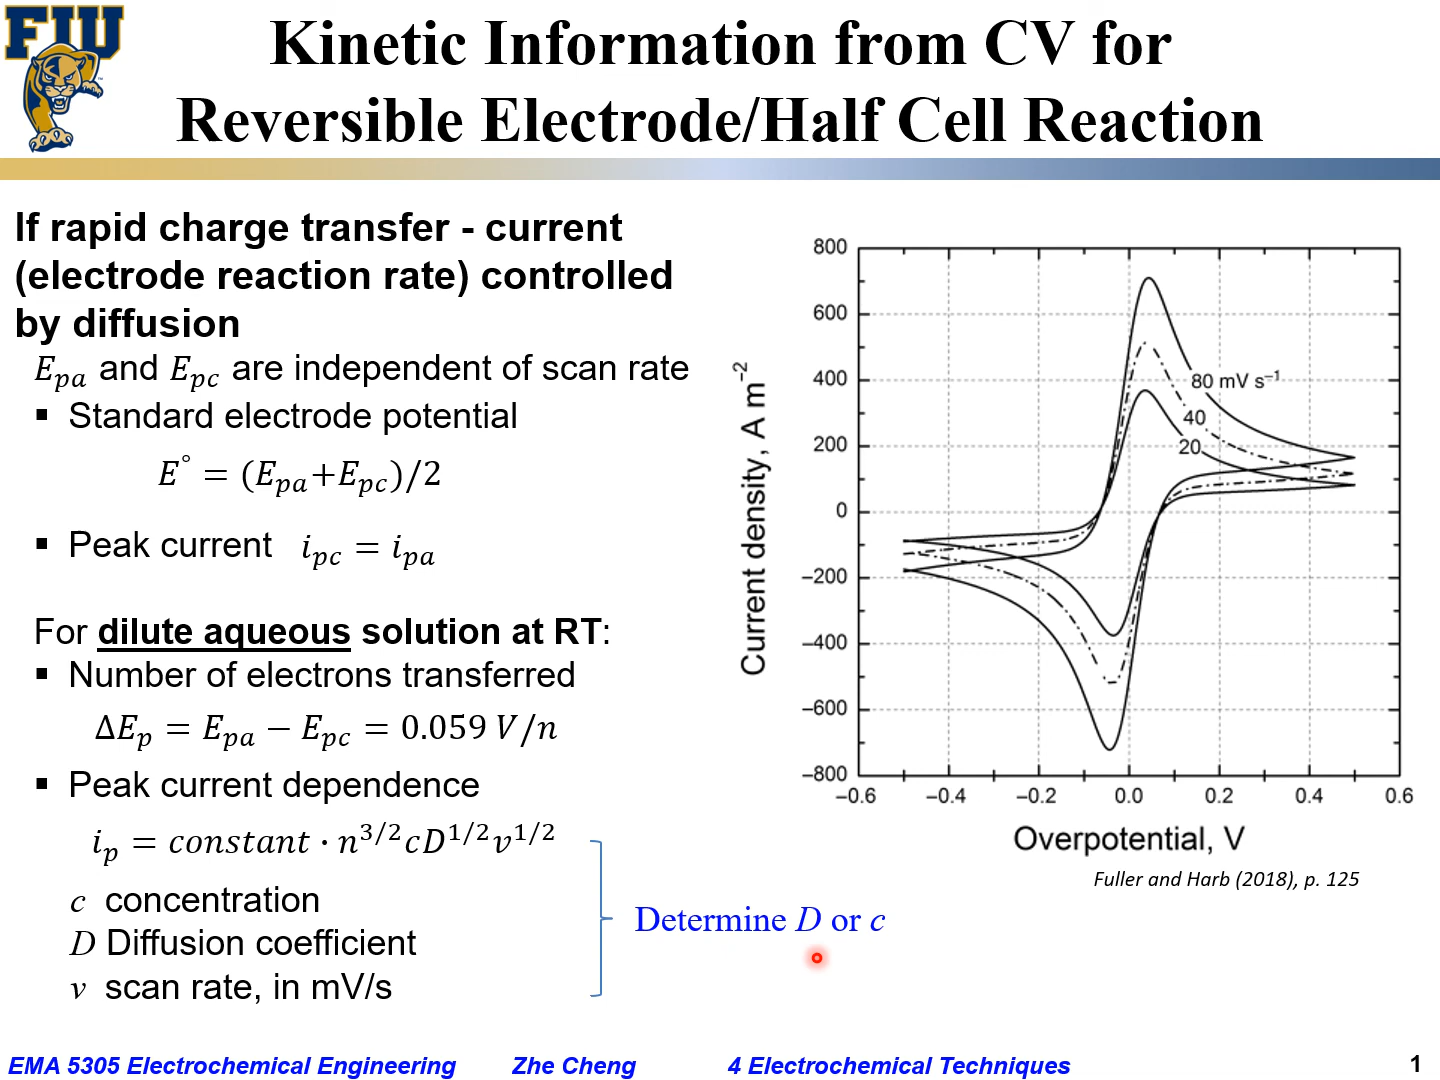 FIU
Kinetic Information from CV for
Reversible Electrode/Half Cell Reaction
If rapid charge transfer - current
(electrode reaction rate) controlled
by diffusion
E_pa and E_pc are independent of scan rate
▪ Standard electrode potential
E° = (E_pa+E_pc)/2
▪ Peak current i_pc = i_pa
For dilute aqueous solution at RT:
▪ Number of electrons transferred
ΔE_p = E_pa − E_pc = 0.059 V/n
▪ Peak current dependence
i_p = constant · n^3/2 cD^1/2 v^1/2
c concentration
D Diffusion coefficient
v scan rate, in mV/s
Determine D or c
Current density, A m⁻²
800
600
400
200
0
−200
−400
−600
−800
80 mV s⁻¹
40
20
−0.6 −0.4 −0.2 0.0 0.2 0.4 0.6
Overpotential, V
Fuller and Harb (2018), p. 125
EMA 5305 Electrochemical Engineering Zhe Cheng 4 Electrochemical Techniques 1